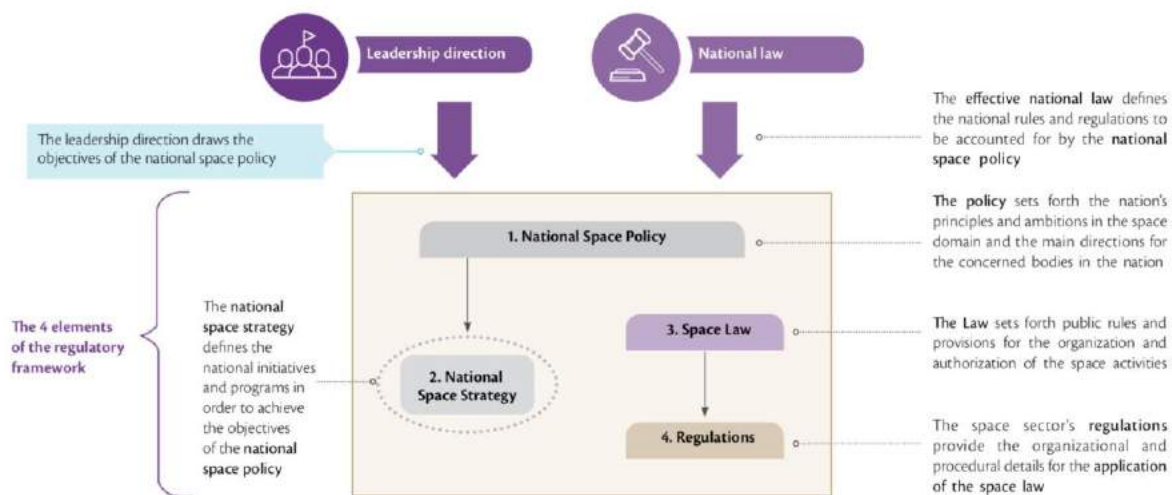 Leadership direction
National law
The leadership direction draws the
objectives of the national space policy
The effective national law defines
the national rules and regulations to
be accounted for by the national
space policy
1. National Space Policy
The policy sets forth the nation's
principles and ambitions in the space
domain and the main directions for
the concerned bodies in the nation
The 4 elements
of the regulatory
framework
The national
space strategy
defines the
national initiatives
and programs in
order to achieve
the objectives
of the national
space policy
2. National
Space Strategy
3. Space Law
The Law sets forth public rules and
provisions for the organization and
authorization of the space activities
4. Regulations
The space sector's regulations
provide the organizational and
procedural details for the application
of the space law